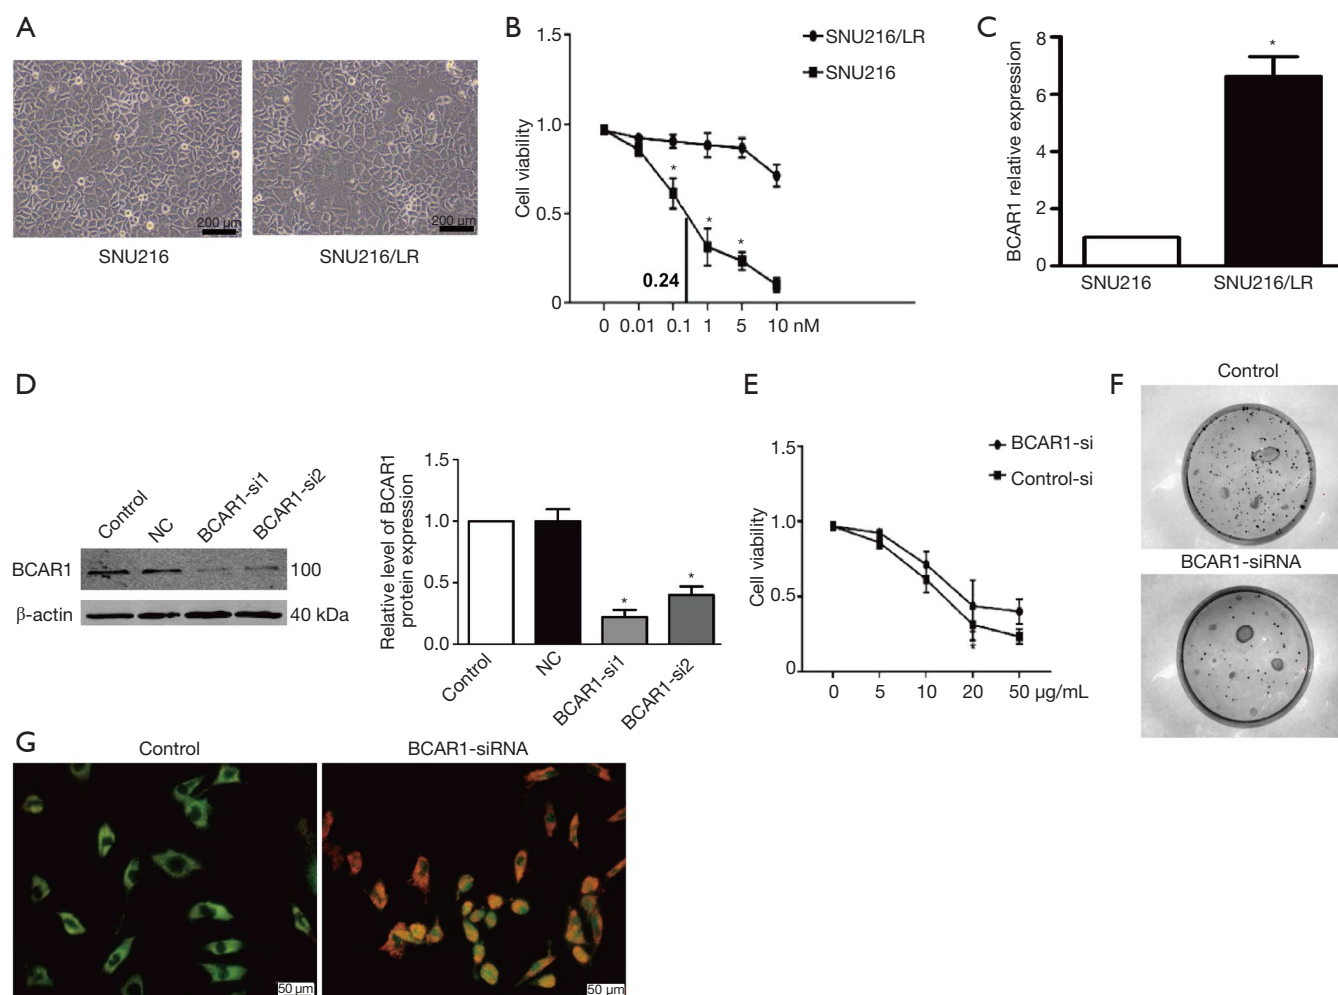 A
200 µm
200 µm
SNU216
SNU216/LR
B
Cell viability
1.5
1.0
0.5
0
0.24
0 0.01 0.1 1 5 10 nM
SNU216/LR
SNU216
*
*
*
C
BCAR1 relative expression
8
6
4
2
0
*
SNU216
SNU216/LR
D
Control
NC
BCAR1-si1
BCAR1-si2
BCAR1
100
β-actin
40 kDa
Relative level of BCAR1
protein expression
1.5
1.0
0.5
0.0
*
*
Control
NC
BCAR1-si1
BCAR1-si2
E
Cell viability
1.5
1.0
0.5
0
*
0 5 10 20 50 µg/mL
BCAR1-si
Control-si
F
Control
BCAR1-siRNA
G
Control
BCAR1-siRNA
50 µm
50 µm